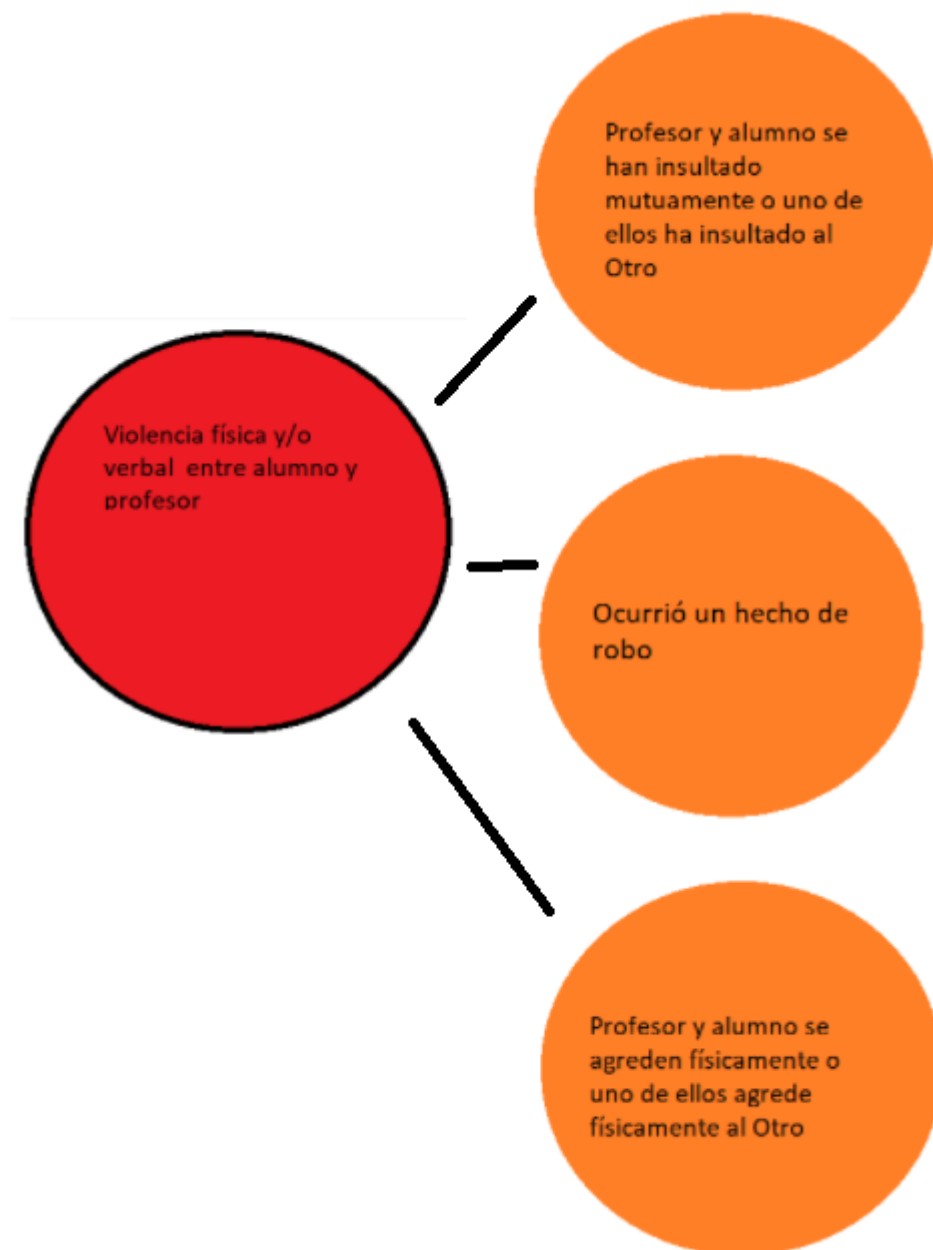 Profesor y alumno se
han insultado
mutuamente o uno de
ellos ha insultado al
Otro
Violencia física y/o
verbal entre alumno y
profesor
Ocurrió un hecho de
robo
Profesor y alumno se
agreden físicamente o
uno de ellos agrede
físicamente al Otro